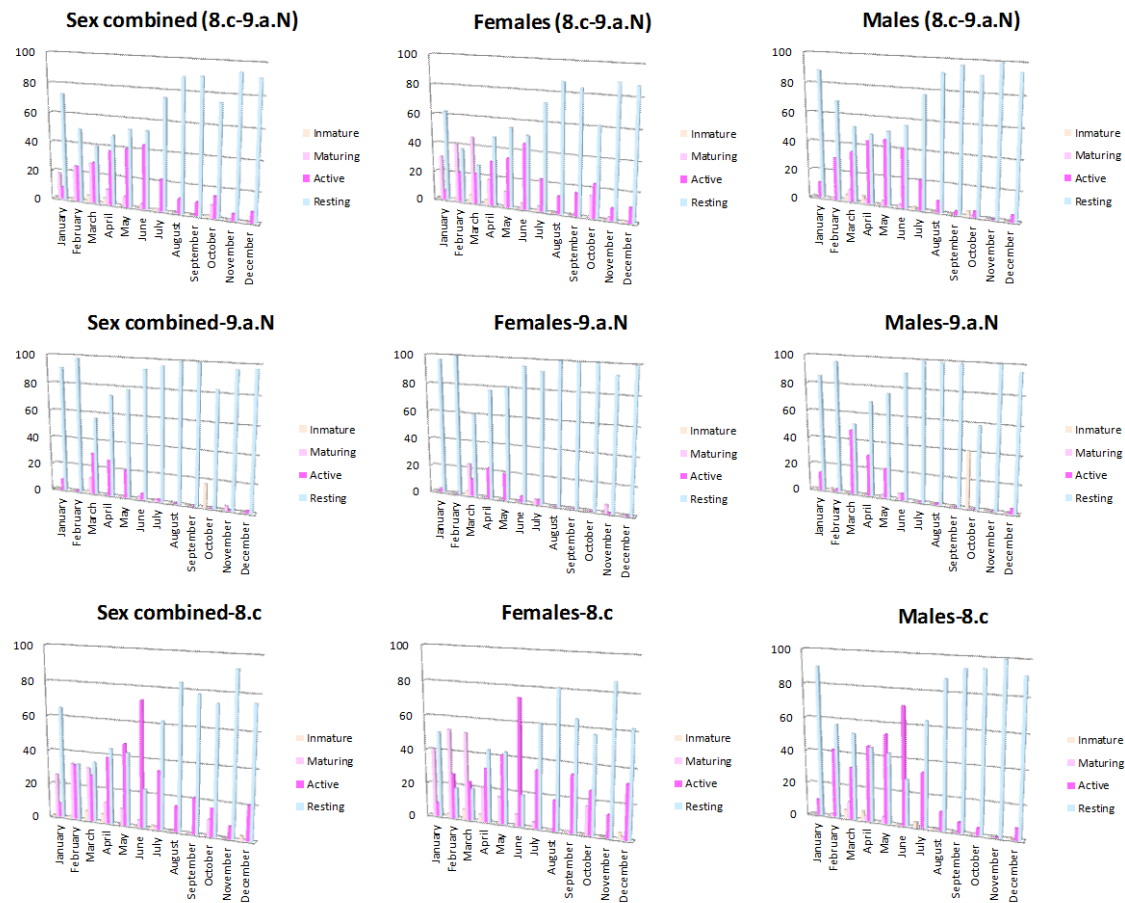 Sex combined (8.c-9.a.N)
100
80
60
40
20
0
January
February
March
April
May
June
July
August
September
October
November
December
Inmature
Maturing
Active
Resting
Females (8.c-9.a.N)
100
80
60
40
20
0
January
February
March
April
May
June
July
August
September
October
November
December
Inmature
Maturing
Active
Resting
Males (8.c-9.a.N)
100
80
60
40
20
0
January
February
March
April
May
June
July
August
September
October
November
December
Inmature
Maturing
Active
Resting
Sex combined-9.a.N
100
80
60
40
20
0
January
February
March
April
May
June
July
August
September
October
November
December
Inmature
Maturing
Active
Resting
Females-9.a.N
100
80
60
40
20
0
January
February
March
April
May
June
July
August
September
October
November
December
Inmature
Maturing
Active
Resting
Males-9.a.N
100
80
60
40
20
0
January
February
March
April
May
June
July
August
September
October
November
December
Inmature
Maturing
Active
Resting
Sex combined-8.c
100
80
60
40
20
0
January
February
March
April
May
June
July
August
September
October
November
December
Inmature
Maturing
Active
Resting
Females-8.c
100
80
60
40
20
0
January
February
March
April
May
June
July
August
September
October
November
December
Inmature
Maturing
Active
Resting
Males-8.c
100
80
60
40
20
0
January
February
March
April
May
June
July
August
September
October
November
December
Inmature
Maturing
Active
Resting